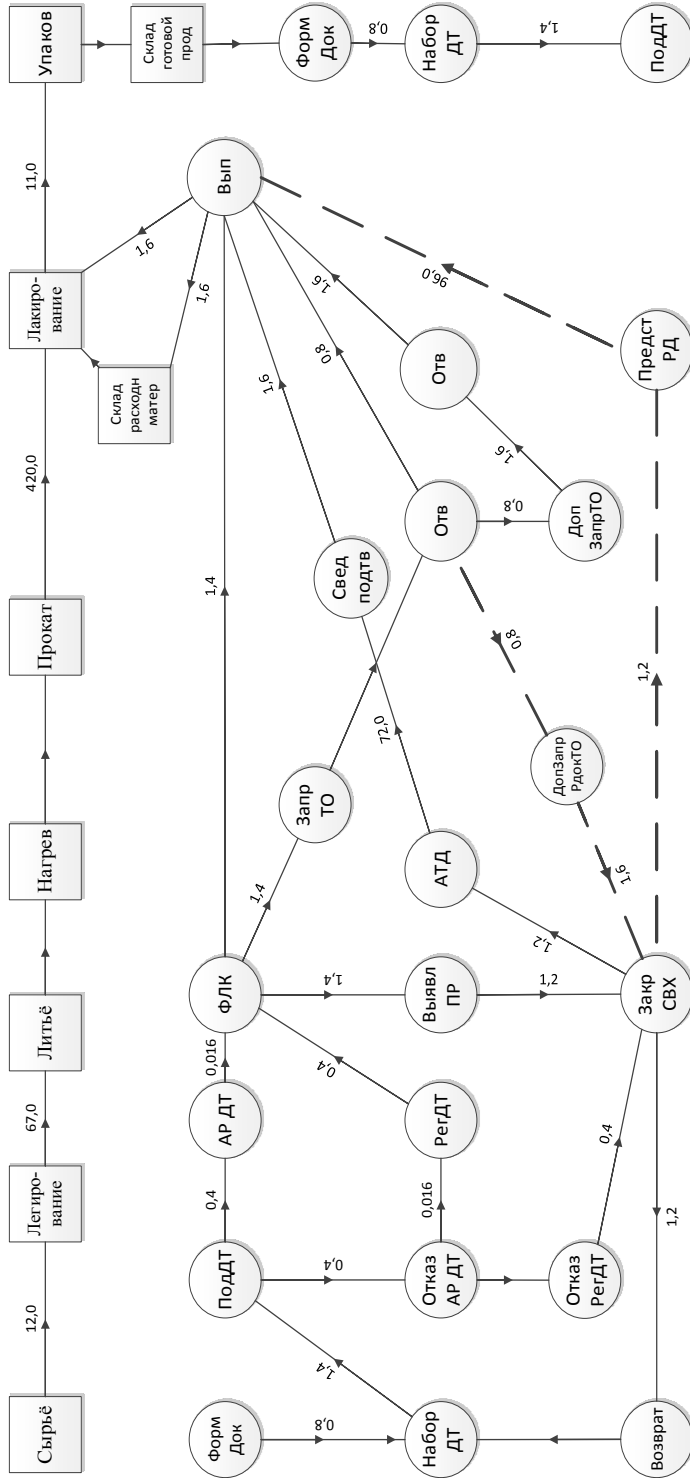 Сырьё
12,0
Легиро-
вание
67,0
Литьё
Нагрев
Прокат
420,0
Лакиро-
вание
11,0
Упаков
Склад
расходн
матер
Склад
готовой
прод
Форм
Док
0,8
Набор
ДТ
1,4
ПодДТ
Форм
Док
0,8
Набор
ДТ
1,4
ПодДТ
0,4
АР ДТ
0,016
ФЛК
1,4
Вып
1,6
1,6
0,4
Отказ
АР ДТ
0,016
РегДТ
0,4
1,4
Запр
ТО
1,4
Выявл
ПР
1,2
Отказ
РегДТ
0,4
Закр
СВХ
1,2
Возврат
1,2
АТД
72,0
Свед
подтв
1,6
Отв
0,8
0,8
Доп
ЗапрТО
1,6
Отв
1,6
0,8
ДопЗапр
РдокТО
1,6
1,2
Предст
РД
96,0